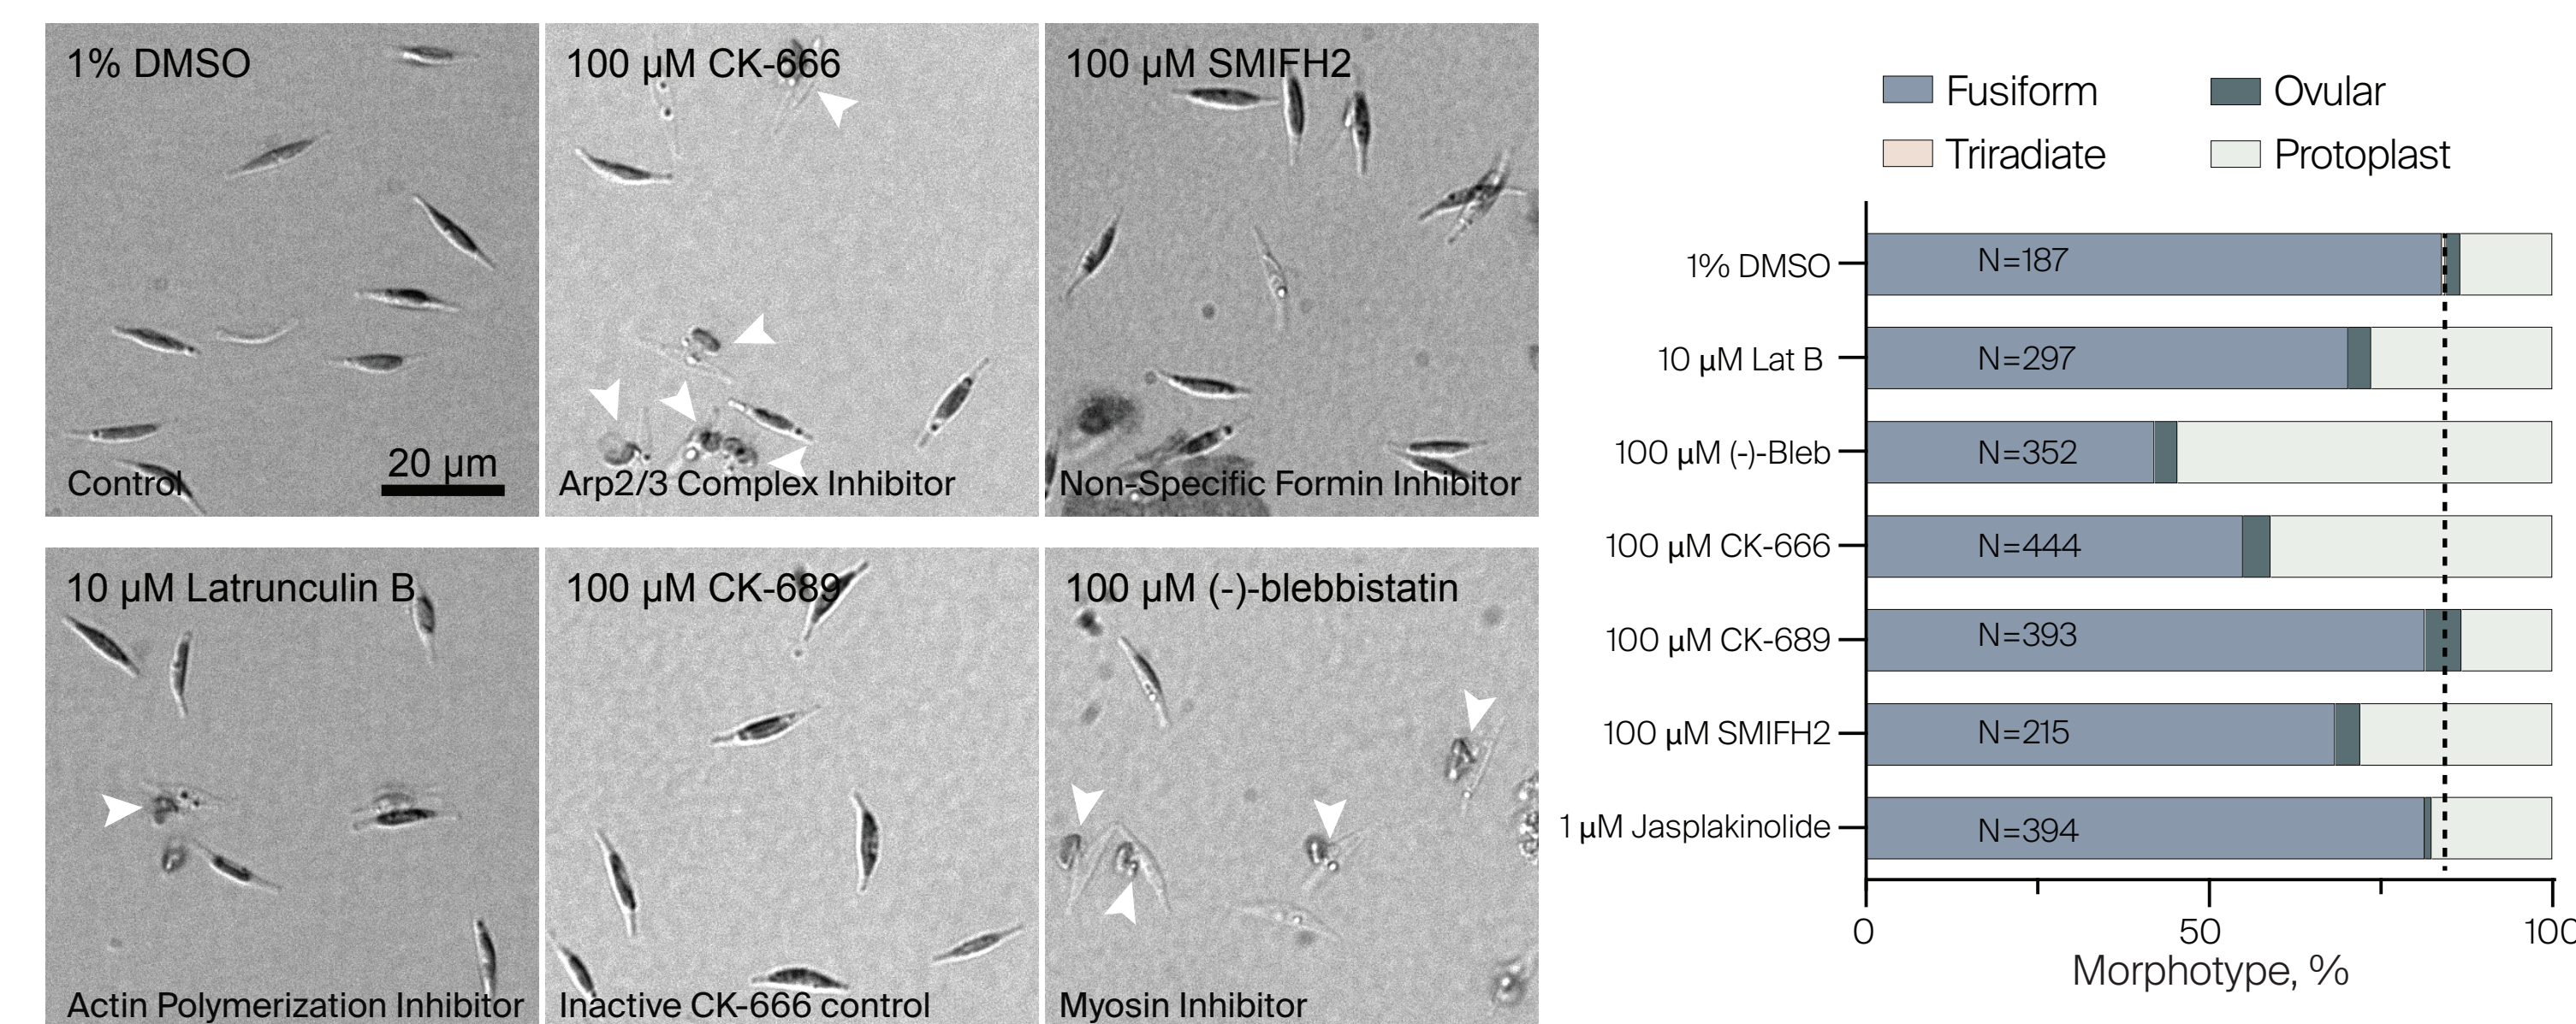 1% DMSO
Control
20 µm
100 µM CK-666
Arp2/3 Complex Inhibitor
100 µM SMIFH2
Non-Specific Formin Inhibitor
10 µM Latrunculin B
Actin Polymerization Inhibitor
100 µM CK-689
Inactive CK-666 control
100 µM (-)-blebbistatin
Myosin Inhibitor
Fusiform
Ovular
Triradiate
Protoplast
1% DMSO
N=187
10 µM Lat B
N=297
100 µM (-)-Bleb
N=352
100 µM CK-666
N=444
100 µM CK-689
N=393
100 µM SMIFH2
N=215
1 µM Jasplakinolide
N=394
0
50
100
Morphotype, %